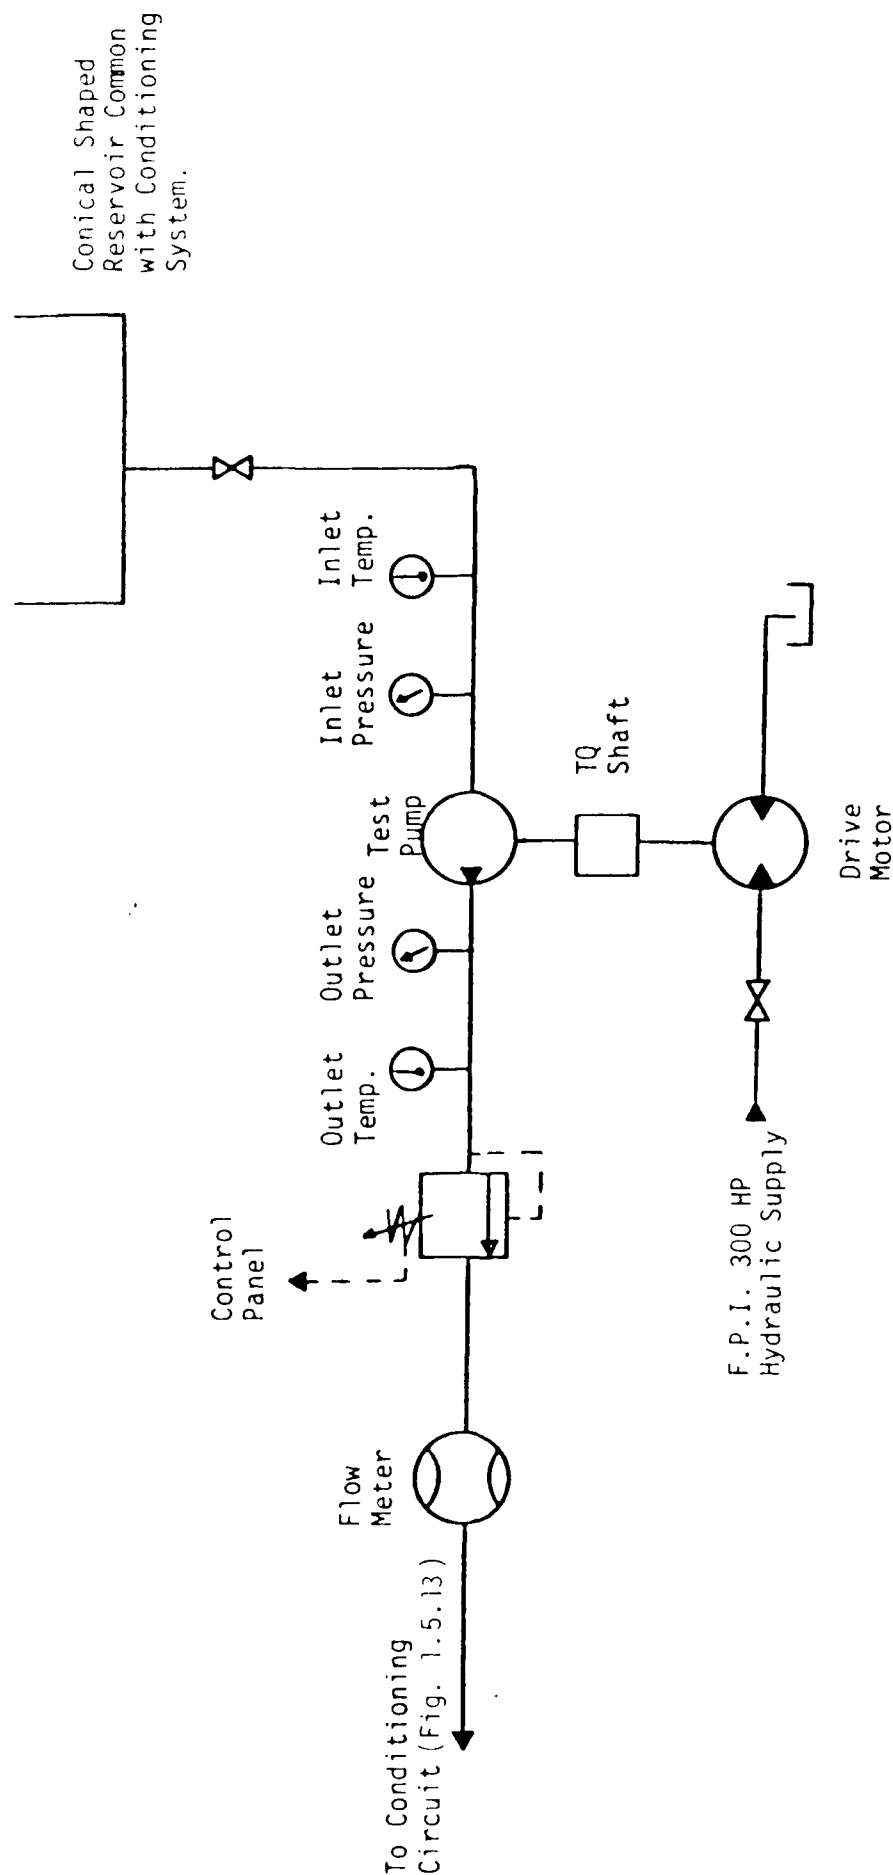 Conical Shaped
Reservoir Common
with Conditioning
System.
Inlet
Temp.
Inlet
Pressure
Test
Pump
Outlet
Pressure
Outlet
Temp.
Control
Panel
Flow
Meter
To Conditioning
Circuit (Fig. 1.5.13)
TQ
Shaft
Drive
Motor
F.P.I. 300 HP
Hydraulic Supply